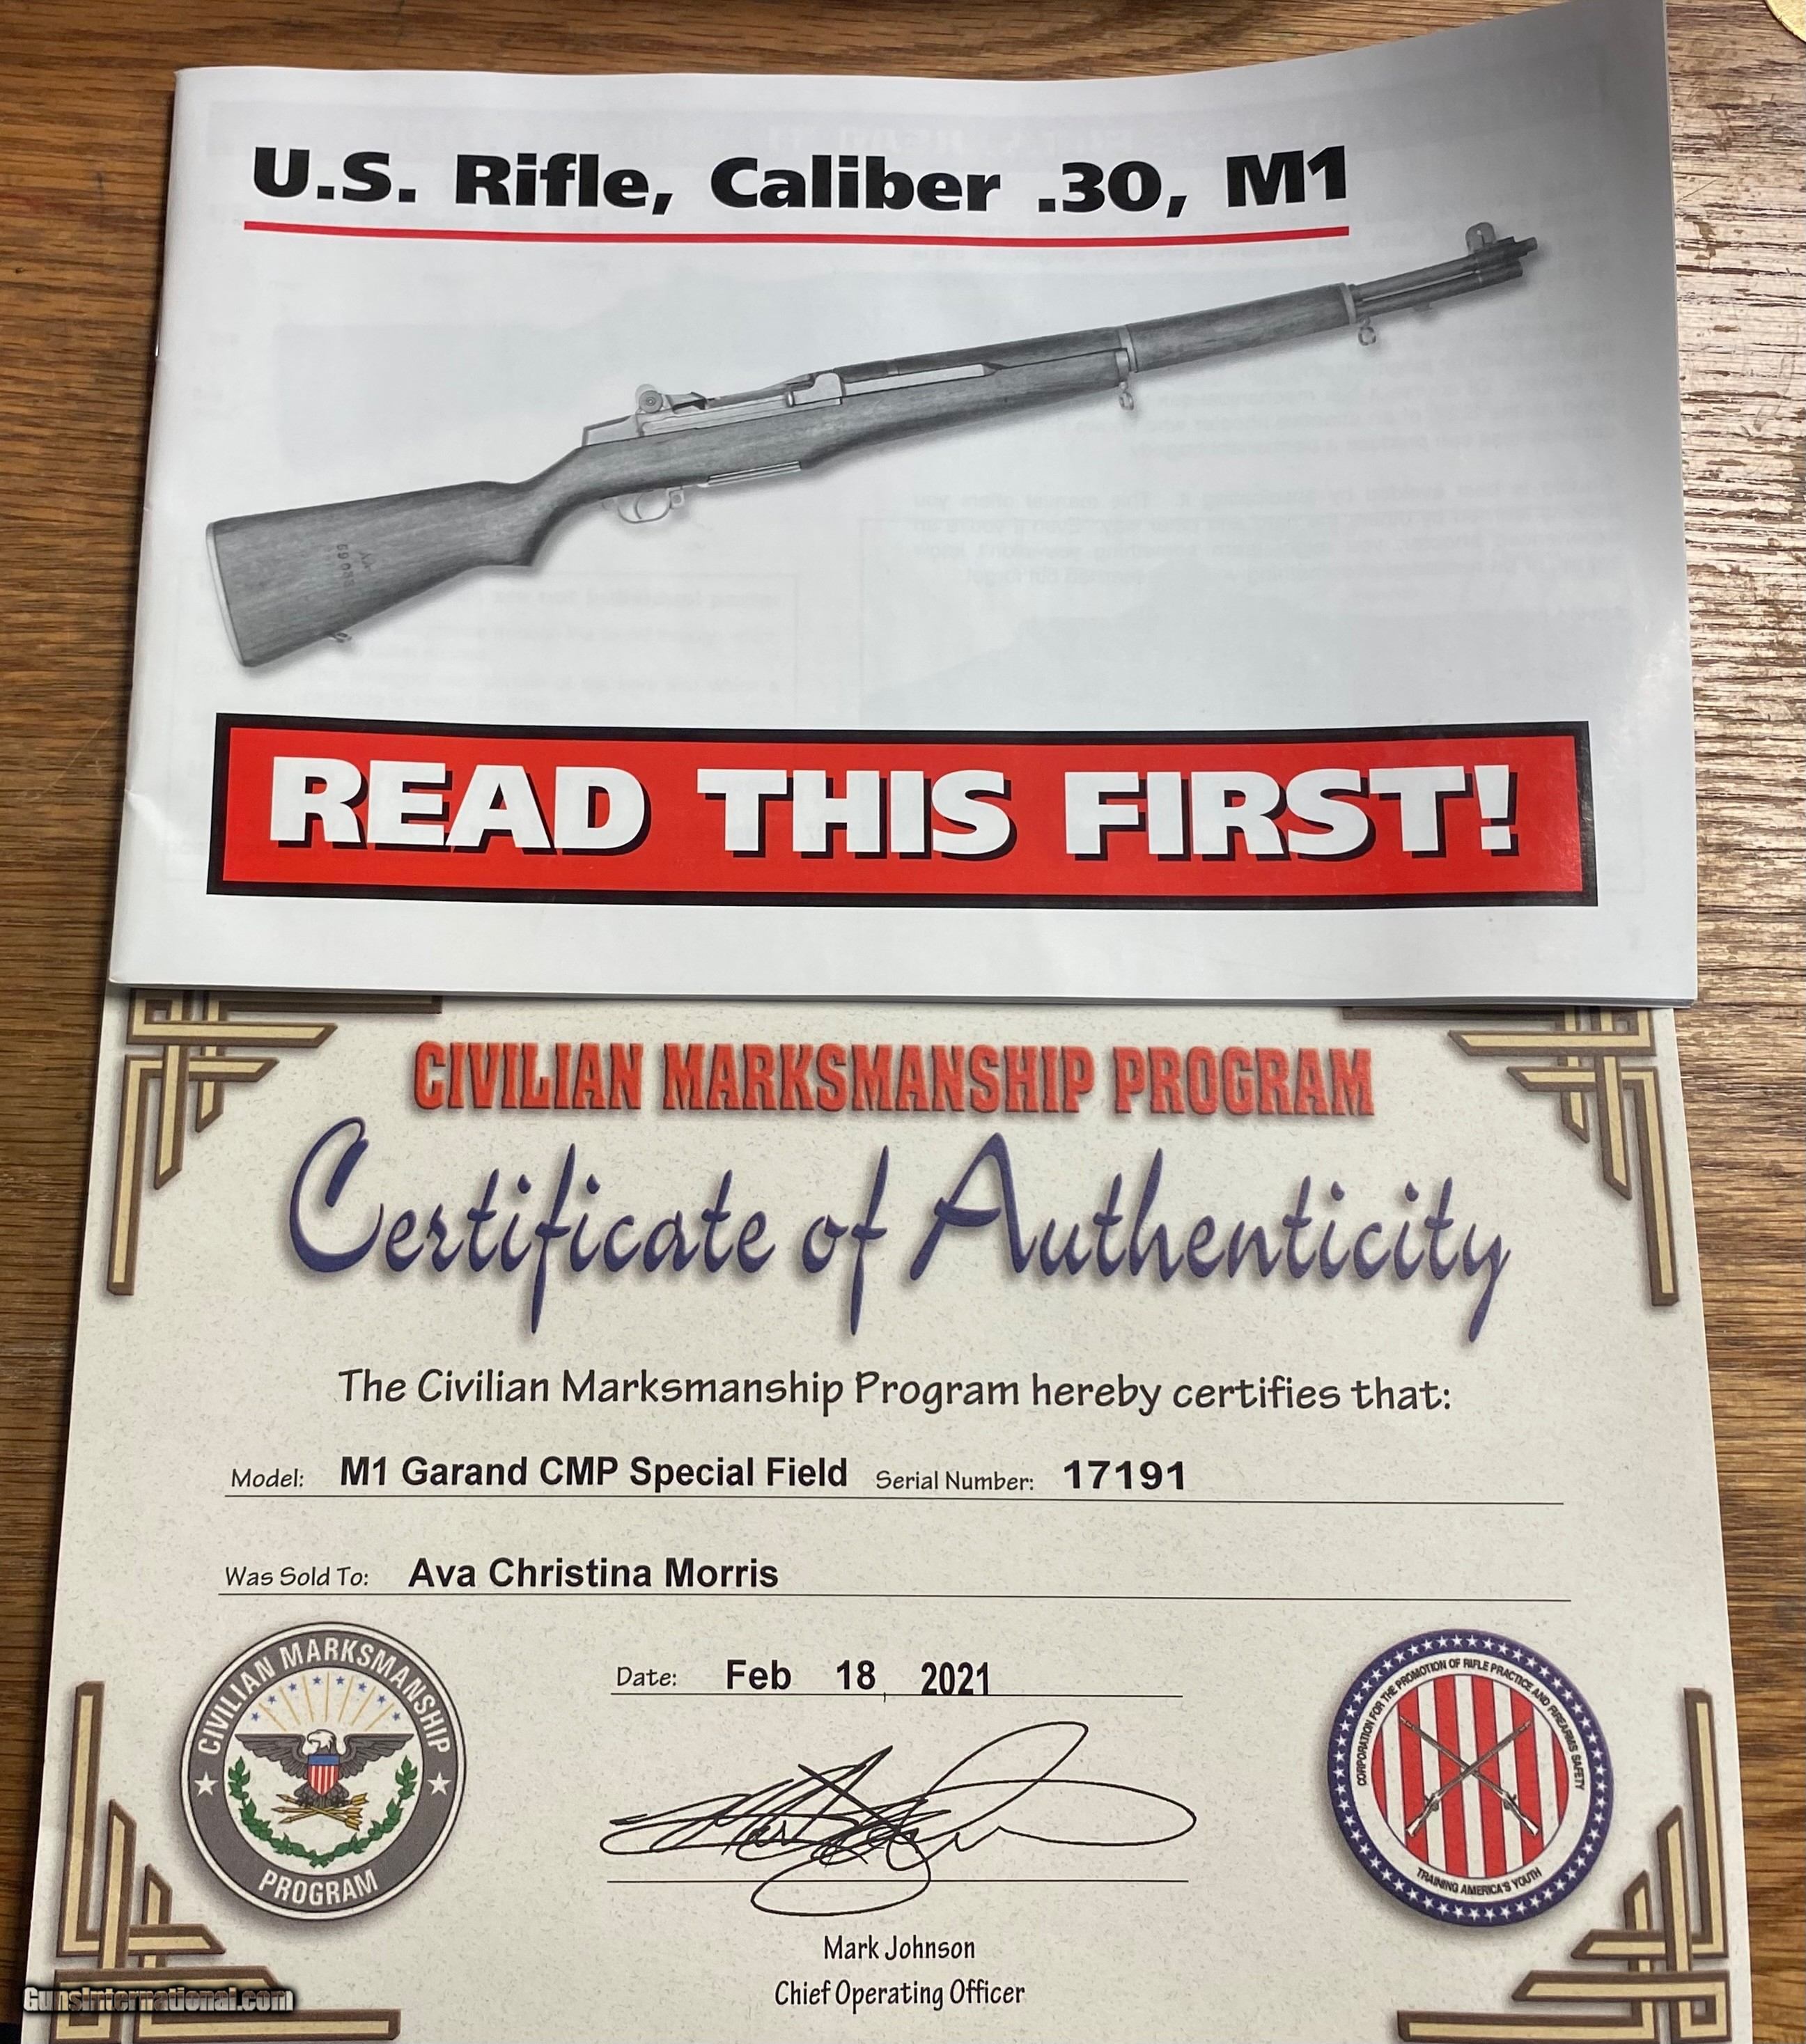 U.S. Rifle, Caliber .30, M1
READ THIS FIRST!
CIVILIAN MARKSMANSHIP PROGRAM
Certificate of Authenticity
The Civilian Marksmanship Program hereby certifies that:
Model: M1 Garand CMP Special Field Serial Number: 17191
Was Sold To: Ava Christina Morris
Date: Feb 18, 2021
CIVILIAN MARKSMANSHIP
PROGRAM
CORPORATION FOR THE PROMOTION OF RIFLE PRACTICE AND FIREARMS SAFETY
TRAINING AMERICA'S YOUTH
Mark Johnson
Chief Operating Officer
GunsInternational.com